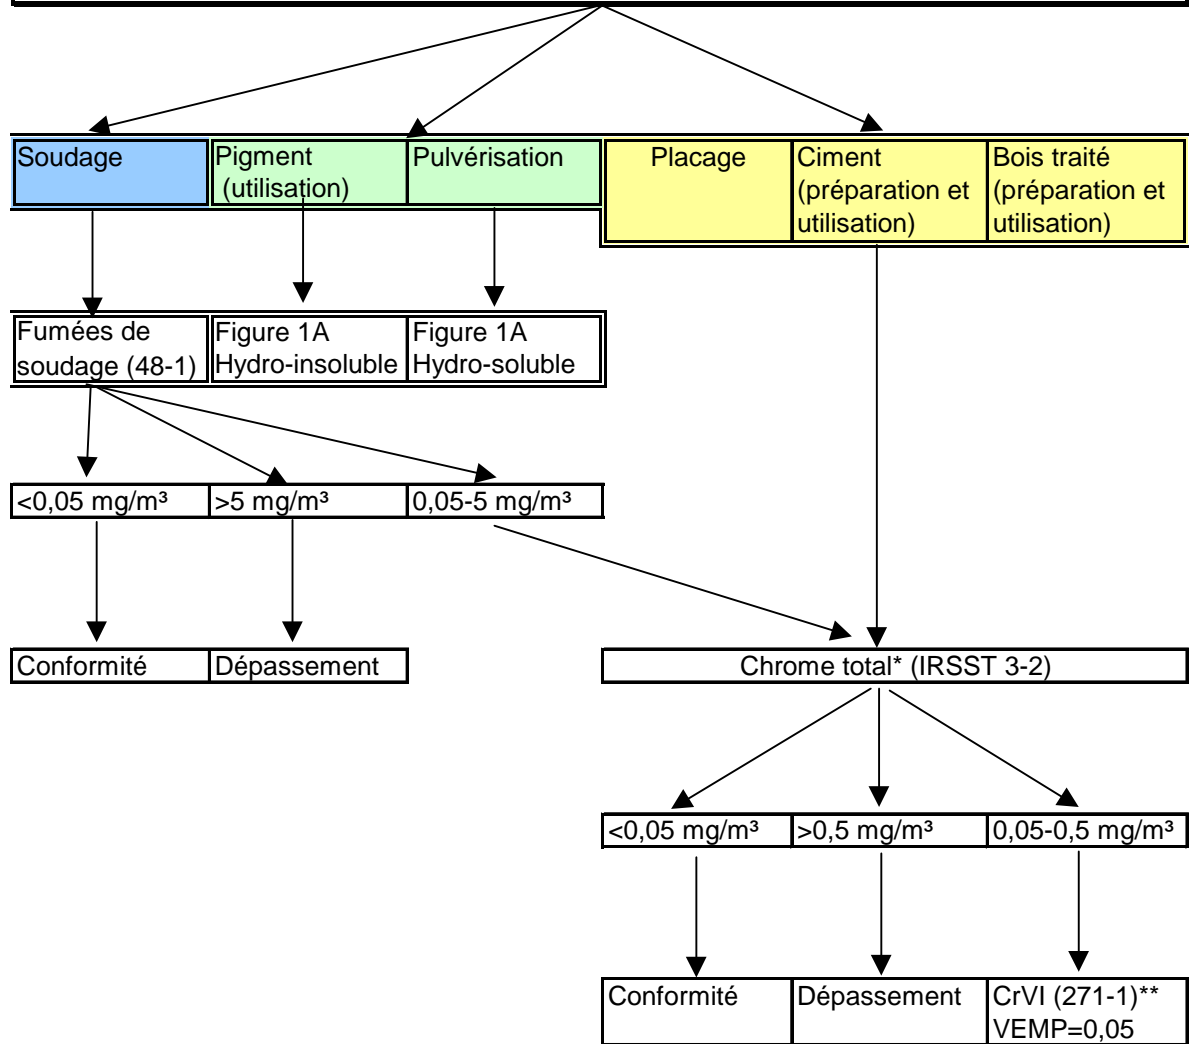 Soudage
Pigment
(utilisation)
Pulvérisation
Placage
Ciment
(préparation et
utilisation)
Bois traité
(préparation et
utilisation)
Fumées de
soudage (48-1)
Figure 1A
Hydro-insoluble
Figure 1A
Hydro-soluble
<0,05 mg/m³
>5 mg/m³
0,05-5 mg/m³
Conformité
Dépassement
Chrome total* (IRSST 3-2)
<0,05 mg/m³
>0,5 mg/m³
0,05-0,5 mg/m³
Conformité
Dépassement
CrVI (271-1)**
VEMP=0,05